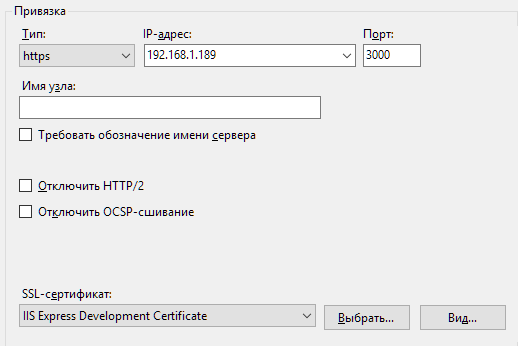 Привязка
Тип: IP-адрес: Порт:
https 192.168.1.189 3000
Имя узла:
Требовать обозначение имени сервера
Отключить HTTP/2
Отключить OCSP-сшивание
SSL-сертификат:
IIS Express Development Certificate Выбрать... Вид...